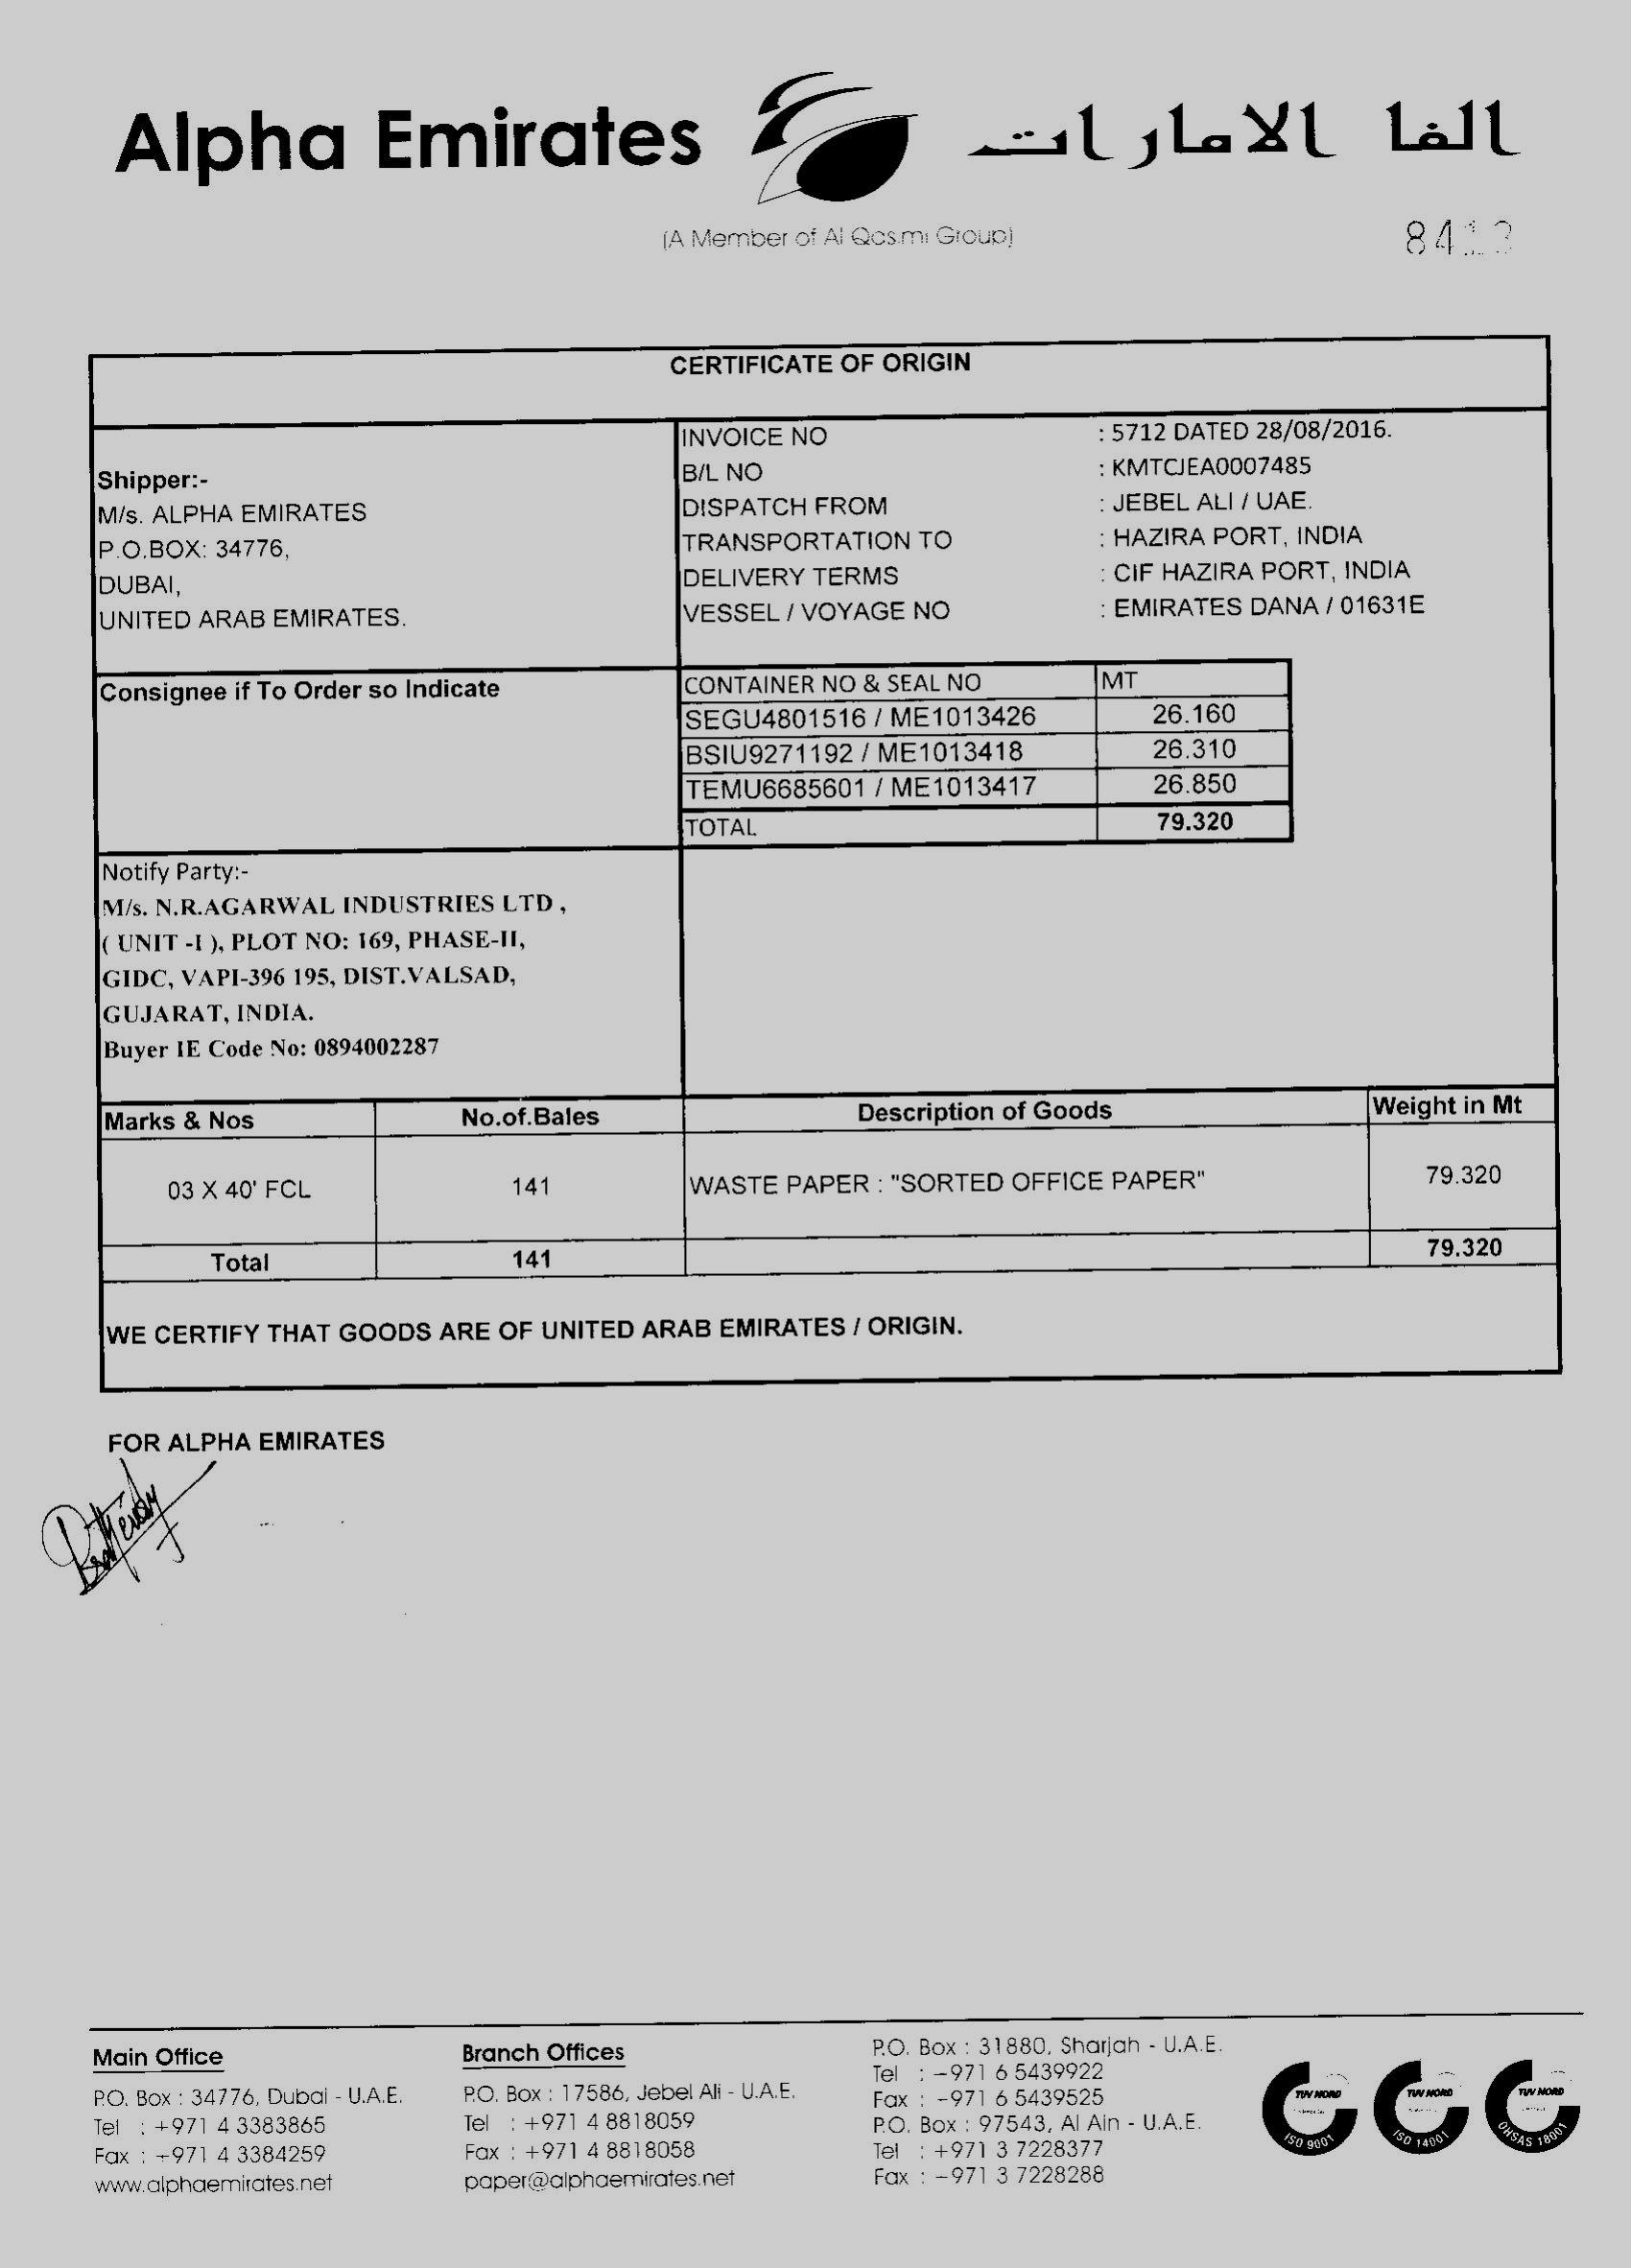 Alpha Emirates الفا الامارات
(A Member of Al Qasimi Group)
CERTIFICATE OF ORIGIN
Shipper:-
M/s. ALPHA EMIRATES
P.O.BOX: 34776,
DUBAI,
UNITED ARAB EMIRATES.
INVOICE NO : 5712 DATED 28/08/2016.
B/L NO : KMTCJEA0007485
DISPATCH FROM : JEBEL ALI / UAE.
TRANSPORTATION TO : HAZIRA PORT, INDIA
DELIVERY TERMS : CIF HAZIRA PORT, INDIA
VESSEL / VOYAGE NO : EMIRATES DANA / 01631E
Consignee if To Order so Indicate
CONTAINER NO & SEAL NO MT
SEGU4801516 / ME1013426 26.160
BSIU9271192 / ME1013418 26.310
TEMU6685601 / ME1013417 26.850
TOTAL 79.320
Notify Party:-
M/s. N.R.AGARWAL INDUSTRIES LTD ,
( UNIT -I ), PLOT NO: 169, PHASE-II,
GIDC, VAPI-396 195, DIST.VALSAD,
GUJARAT, INDIA.
Buyer IE Code No: 0894002287
Marks & Nos No.of.Bales Description of Goods Weight in Mt
03 X 40' FCL 141 WASTE PAPER : "SORTED OFFICE PAPER" 79.320
Total 141 79.320
WE CERTIFY THAT GOODS ARE OF UNITED ARAB EMIRATES / ORIGIN.
FOR ALPHA EMIRATES
Main Office
P.O. Box : 34776, Dubai - U.A.E.
Tel : +971 4 3383865
Fax : +971 4 3384259
www.alphaemirates.net
Branch Offices
P.O. Box : 17586, Jebel Ali - U.A.E.
Tel : +971 4 8818059
Fax : +971 4 8818058
paper@alphaemirates.net
P.O. Box : 31880, Sharjah - U.A.E.
Tel : +971 6 5439922
Fax : +971 6 5439525
P.O. Box : 97543, Al Ain - U.A.E.
Tel : +971 3 7228377
Fax : +971 3 7228288
TUV NORD
ISO 9001
TUV NORD
ISO 14001
TUV NORD
OHSAS 18001